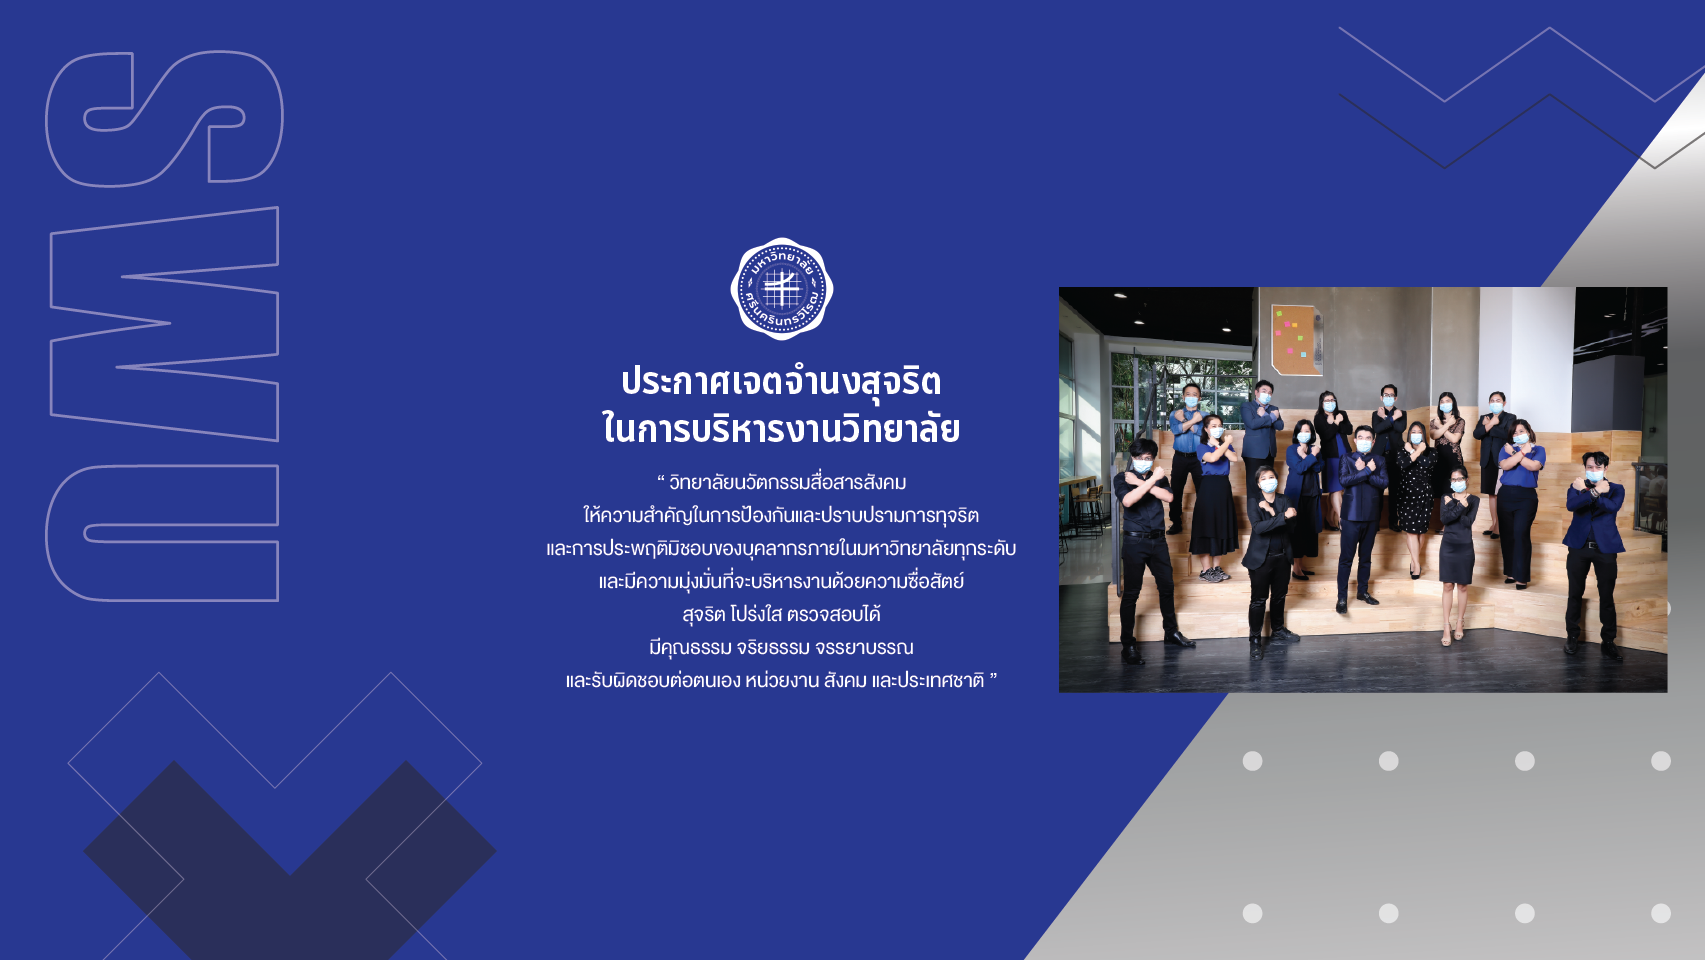 SWU
มหาวิทยาลัย
ศรีนครินทรวิโรฒ
ประกาศเจตจำนงสุจริต
ในการบริหารงานวิทยาลัย
“ วิทยาลัยนวัตกรรมสื่อสารสังคม
ให้ความสำคัญในการป้องกันและปราบปรามการทุจริต
และการประพฤติมิชอบของบุคลากรภายในมหาวิทยาลัยทุกระดับ
และมีความมุ่งมั่นที่จะบริหารงานด้วยความซื่อสัตย์
สุจริต โปร่งใส ตรวจสอบได้
มีคุณธรรม จริยธรรม จรรยาบรรณ
และรับผิดชอบต่อตนเอง หน่วยงาน สังคม และประเทศชาติ ”